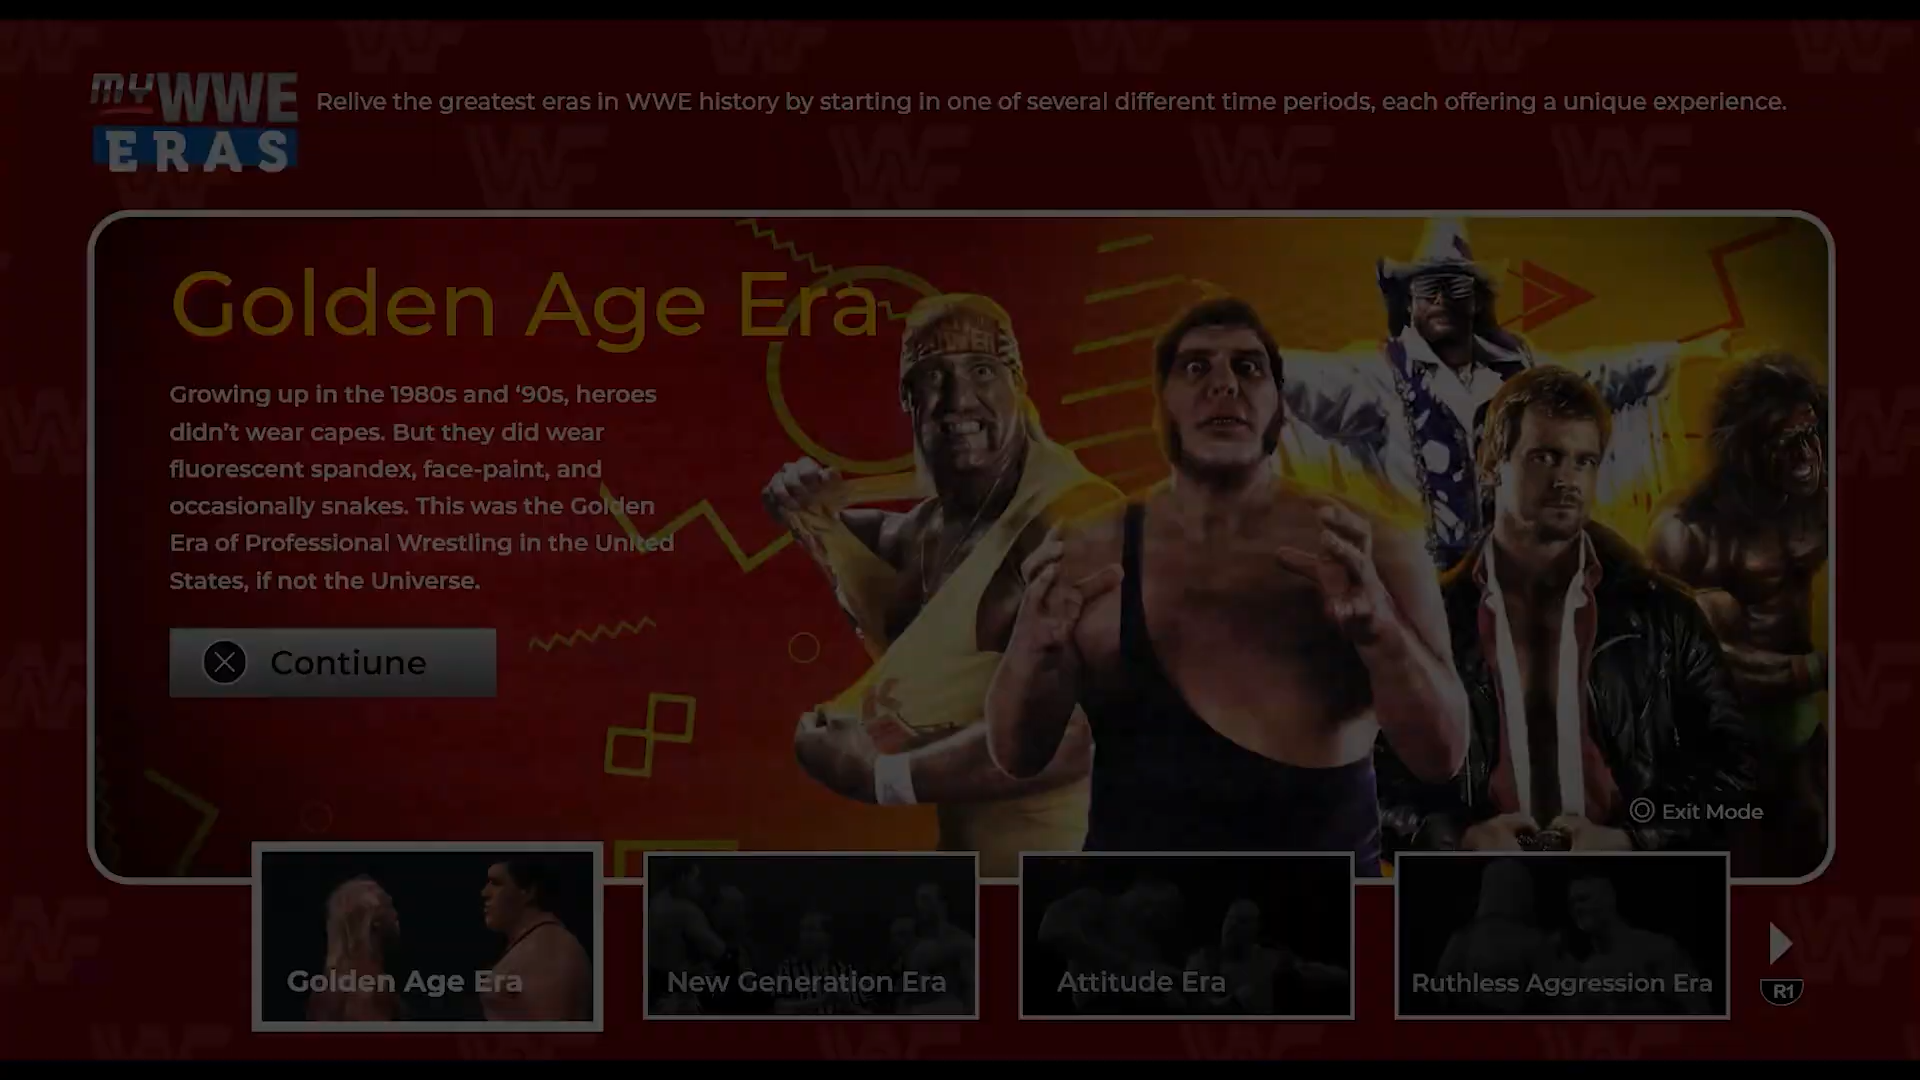 my WWE
ERAS
Relive the greatest eras in WWE history by starting in one of several different time periods, each offering a unique experience.
Golden Age Era
Growing up in the 1980s and ‘90s, heroes
didn’t wear capes. But they did wear
fluorescent spandex, face-paint, and
occasionally snakes. This was the Golden
Era of Professional Wrestling in the United
States, if not the Universe.
Contiune
Exit Mode
Golden Age Era
New Generation Era
Attitude Era
Ruthless Aggression Era
R1